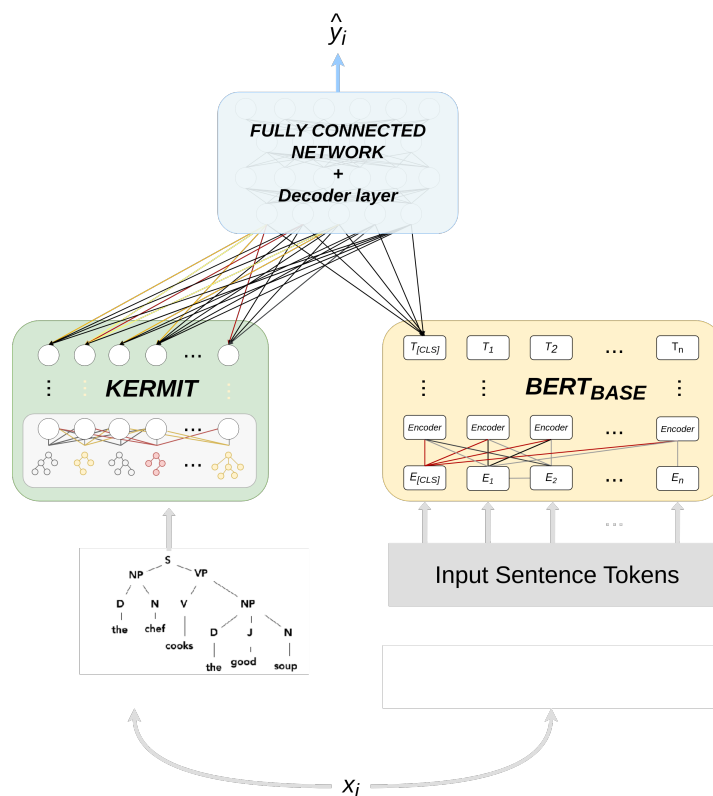 ŷᵢ
FULLY CONNECTED
NETWORK
+
Decoder layer
T[CLS] T1 T2 ... Tn
...
KERMIT
BERTBASE
Encoder Encoder Encoder ... Encoder
...
...
E[CLS] E1 E2 ... En
...
Input Sentence Tokens
S
NP VP
D N V NP
the chef cooks D J N
the good soup
xᵢ